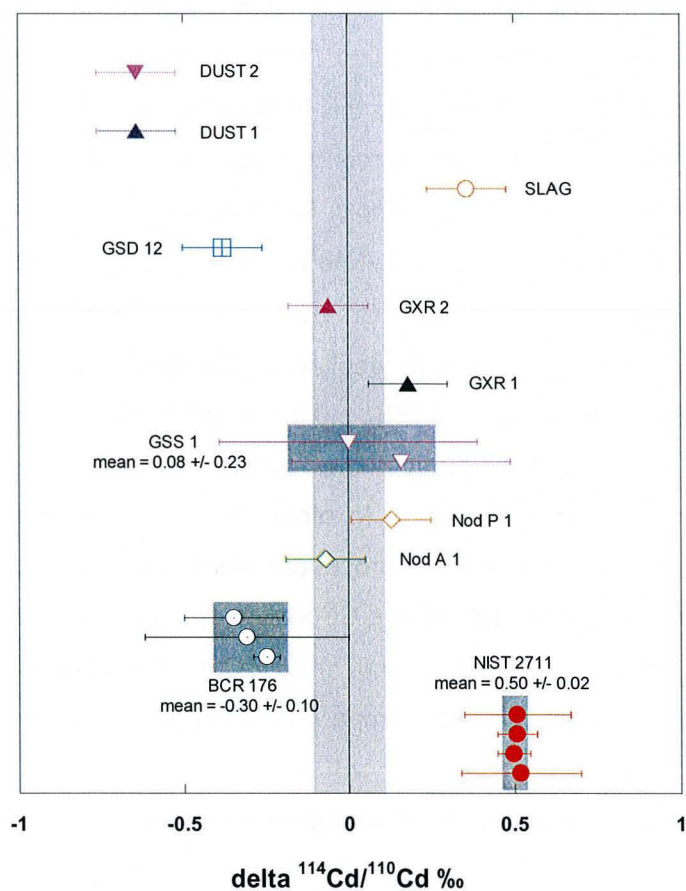 DUST 2
DUST 1
SLAG
GSD 12
GXR 2
GXR 1
GSS 1
mean = 0.08 +/- 0.23
Nod P 1
Nod A 1
NIST 2711
mean = 0.50 +/- 0.02
BCR 176
mean = -0.30 +/- 0.10
-1 -0.5 0 0.5 1
delta ¹¹⁴Cd/¹¹⁰Cd ‰